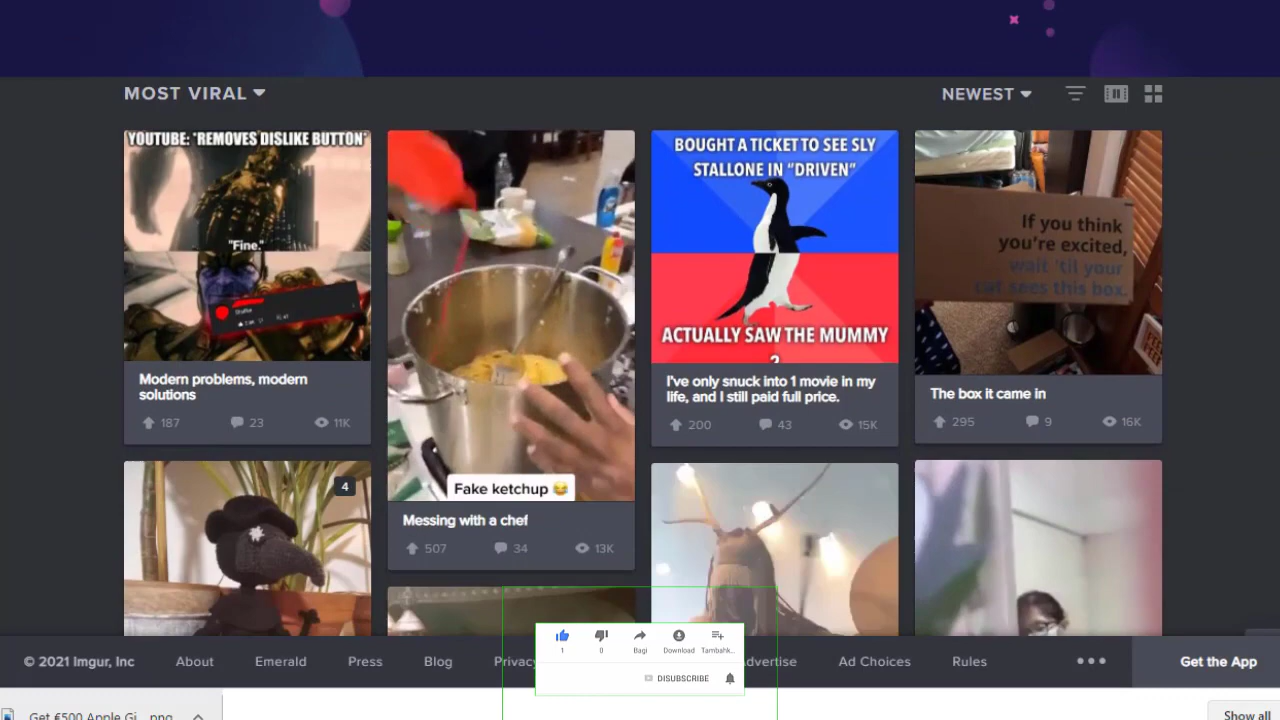 MOST VIRAL
NEWEST
YOUTUBE: *REMOVES DISLIKE BUTTON*
"Fine."
Modern problems, modern
solutions
187
23
11K
Fake ketchup 😂
Messing with a chef
507
34
13K
BOUGHT A TICKET TO SEE SLY
STALLONE IN "DRIVEN"
ACTUALLY SAW THE MUMMY
2
I've only snuck into 1 movie in my
life, and I still paid full price.
200
43
15K
If you think
you're excited,
wait 'til your
cat sees this box.
The box it came in
295
9
16K
4
© 2021 Imgur, Inc
About
Emerald
Press
Blog
Privacy
1
0
Bagi
Download
Tambahk...
DISUBSCRIBE
Advertise
Ad Choices
Rules
Get the App
Get €500 Apple Gi....png
Show all